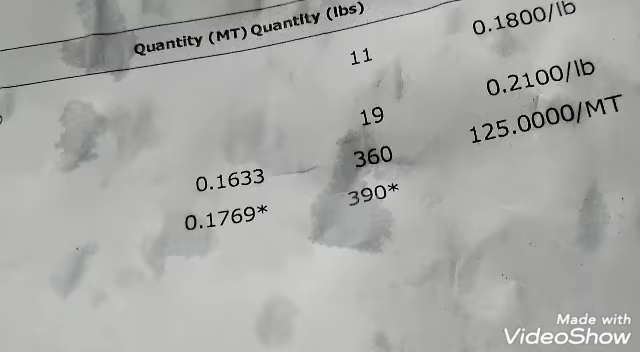 Quantity (MT) Quantity (lbs)
11 0.1800/lb
19 0.2100/lb
0.1633 360 125.0000/MT
0.1769* 390*
Made with
VideoShow